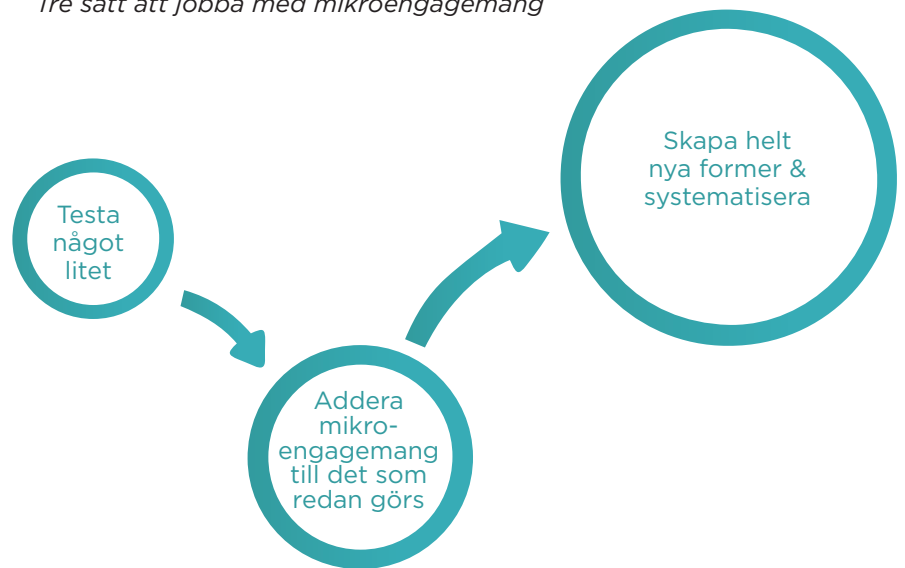 Tre sätt att jobba med mikroengagemang
Testa
något
litet
Addera
mikro-
engagemang
till det som
redan görs
Skapa helt
nya former &
systematisera